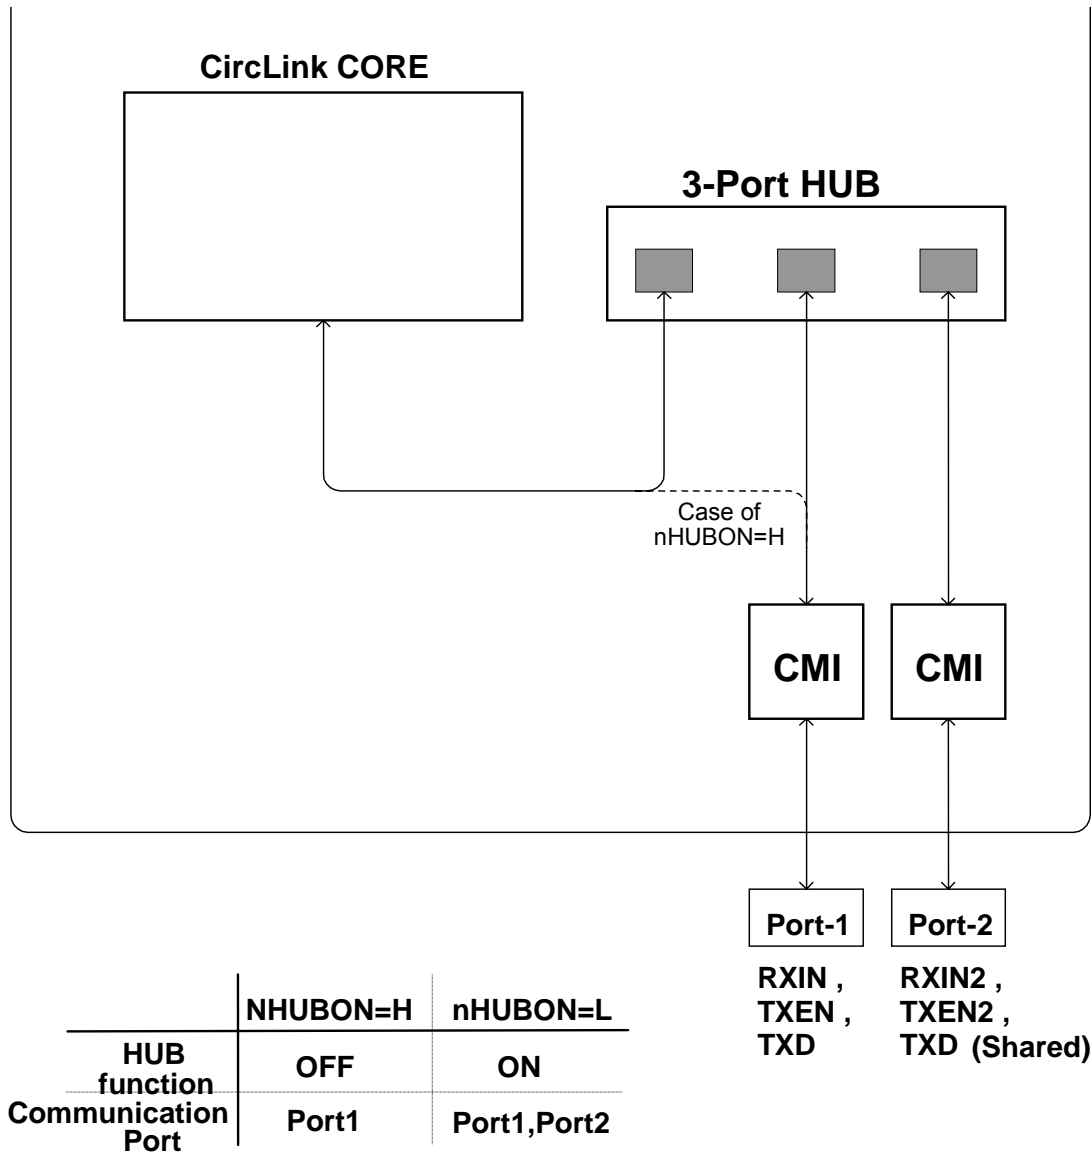 CircLink CORE
3-Port HUB
Case of
nHUBON=H
CMI
CMI
Port-1
Port-2
RXIN ,
TXEN ,
TXD
RXIN2 ,
TXEN2 ,
TXD (Shared)
NHUBON=H nHUBON=L
HUB
function
OFF ON
Communication
Port
Port1 Port1,Port2